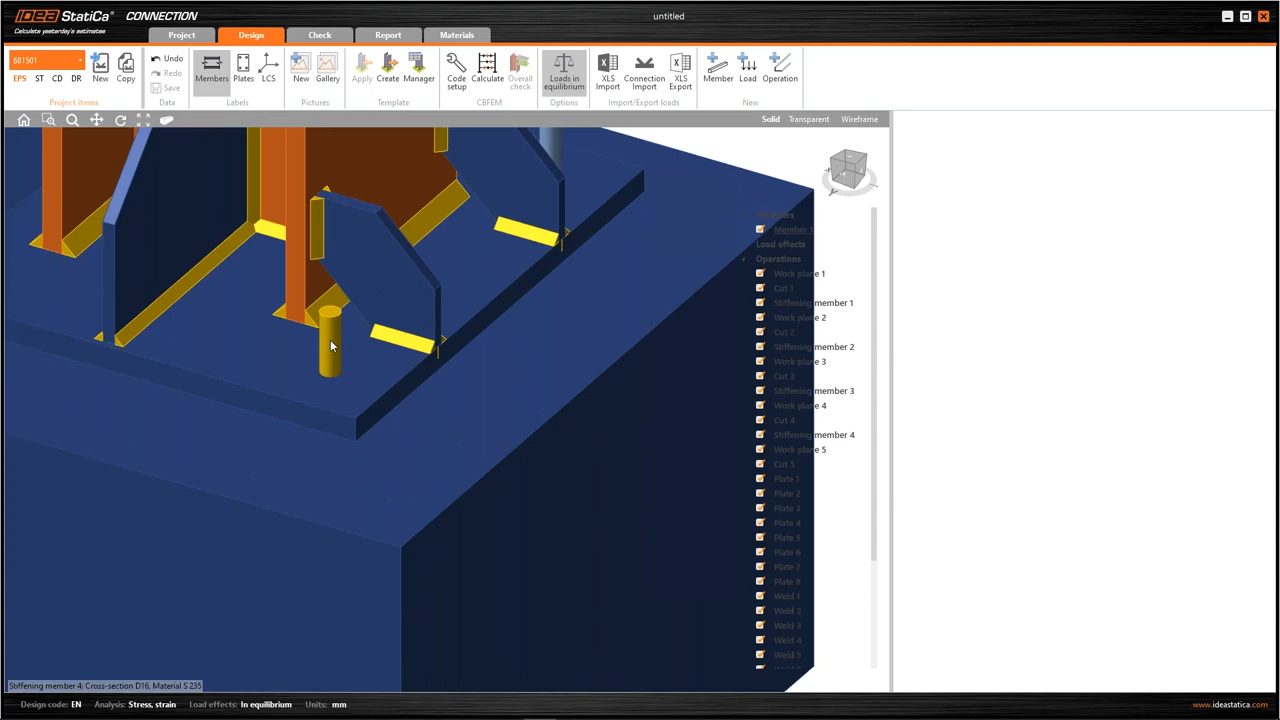 IDEA StatiCa® CONNECTION
Calculate yesterday's estimates
untitled
Project Design Check Report Materials
681501
EPS ST CD DR
New Copy
Undo
Redo
Save
Members Plates LCS
New Gallery
Apply Create Manager
Code setup Calculate Overall check
Loads in equilibrium
XLS Import Connection Import XLS Export
Member Load Operation
Project items Data Labels Pictures Template CBFEM Options Import/Export loads New
Solid Transparent Wireframe
Members
Member 1
Load effects
Operations
Work plane 1
Cut 1
Stiffening member 1
Work plane 2
Cut 2
Stiffening member 2
Work plane 3
Cut 3
Stiffening member 3
Work plane 4
Cut 4
Stiffening member 4
Work plane 5
Cut 5
Plate 1
Plate 2
Plate 3
Plate 4
Plate 5
Plate 6
Plate 7
Plate 8
Weld 1
Weld 2
Weld 3
Weld 4
Weld 5
Stiffening member 4: Cross-section D16, Material S 235
Design code: EN Analysis: Stress, strain Load effects: In equilibrium Units: mm
www.ideastatica.com